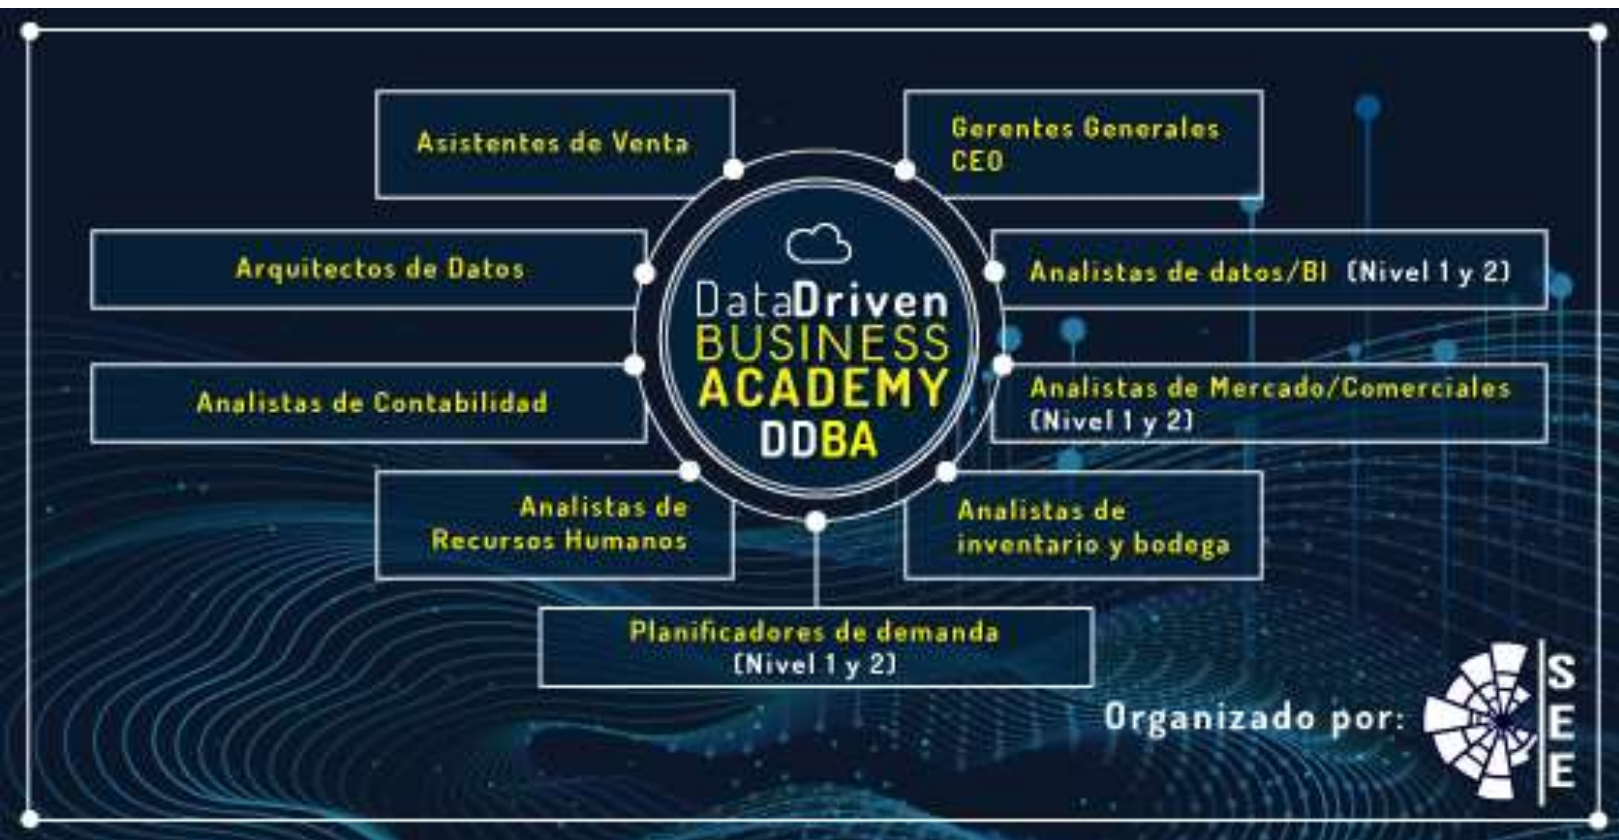 Asistentes de Venta
Gerentes Generales
CEO
Arquitectos de Datos
Analistas de datos/BI (Nivel 1 y 2)
DataDriven
BUSINESS
ACADEMY
DDBA
Analistas de Contabilidad
Analistas de Mercado/Comerciales
(Nivel 1 y 2)
Analistas de
Recursos Humanos
Analistas de
inventario y bodega
Planificadores de demanda
(Nivel 1 y 2)
Organizado por:
SEE